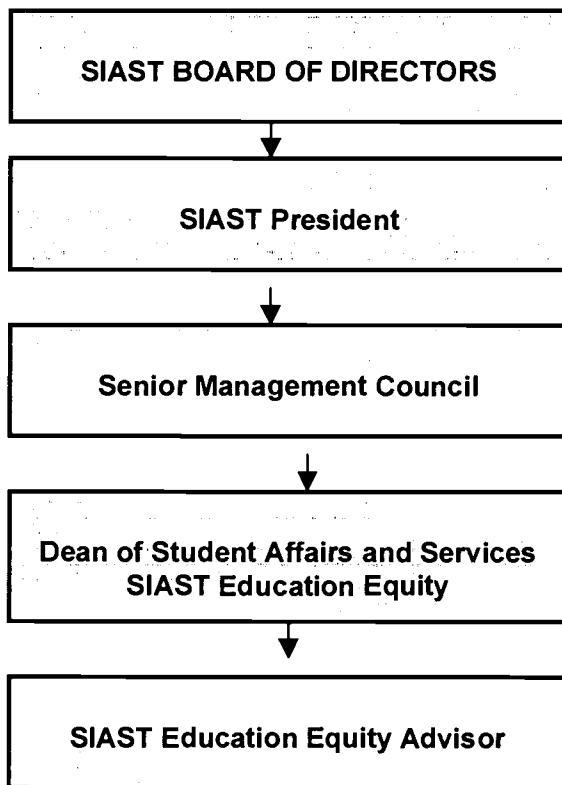 SIAST BOARD OF DIRECTORS
SIAST President
Senior Management Council
Dean of Student Affairs and Services
SIAST Education Equity
SIAST Education Equity Advisor